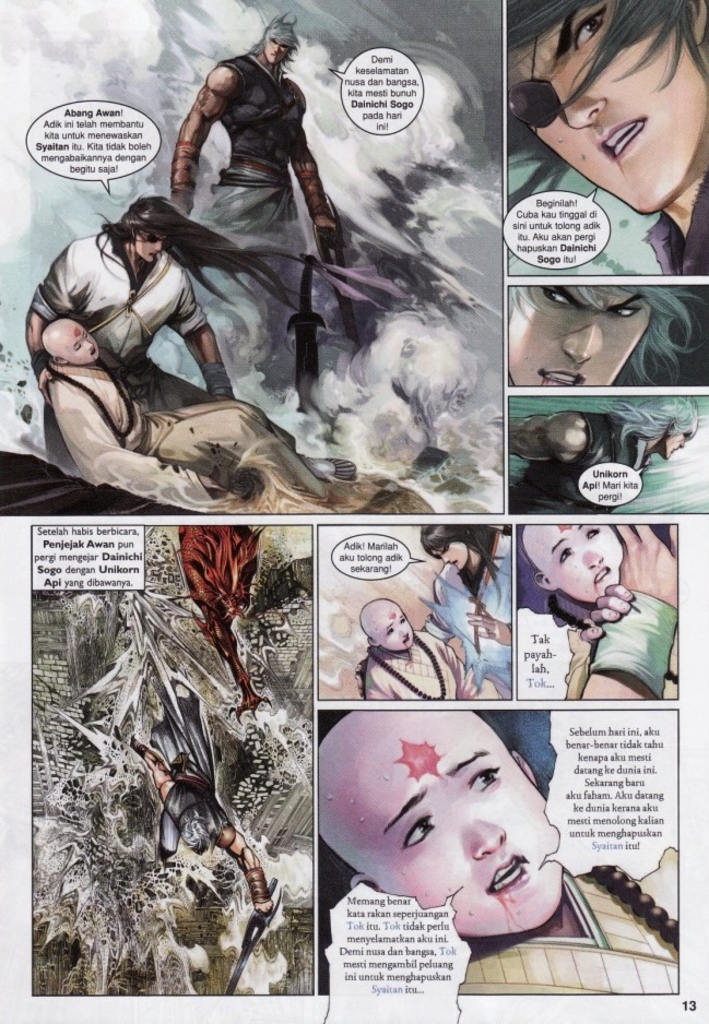 Abang Awan!
Adik ini telah membantu
kita untuk menewaskan
Syaitan itu. Kita tidak boleh
mengabaikannya dengan
begitu saja!
Demi
keselamatan
nusa dan bangsa,
kita mesti bunuh
Dainichi Sogo
pada hari
ini!
Beginilah!
Cuba kau tinggal di
sini untuk tolong adik
itu. Aku akan pergi
hapuskan Dainichi
Sogo itu!
Unikorn
Api! Mari kita
pergi!
Setelah habis berbicara,
Penjejak Awan pun
pergi mengejar Dainichi
Sogo dengan Unikorn
Api yang dibawanya.
Adik! Marilah
aku tolong adik
sekarang!
Tak
payah-
lah,
Tok...
Sebelum hari ini, aku
benar-benar tidak tahu
kenapa aku mesti
datang ke dunia ini.
Sekarang baru
aku faham. Aku datang
ke dunia kerana aku
mesti menolong kalian
untuk menghapuskan
Syaitan itu!
Memang benar
kata rakan seperjuangan
Tok itu. Tok tidak perlu
menyelamatkan aku ini.
Demi nusa dan bangsa, Tok
mesti mengambil peluang
ini untuk menghapuskan
Syaitan itu...
13